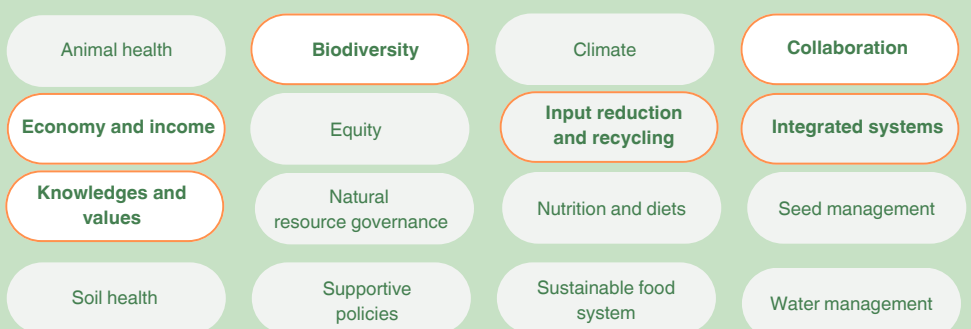 Animal health
Biodiversity
Climate
Collaboration
Economy and income
Equity
Input reduction
and recycling
Integrated systems
Knowledges and
values
Natural
resource governance
Nutrition and diets
Seed management
Soil health
Supportive
policies
Sustainable food
system
Water management